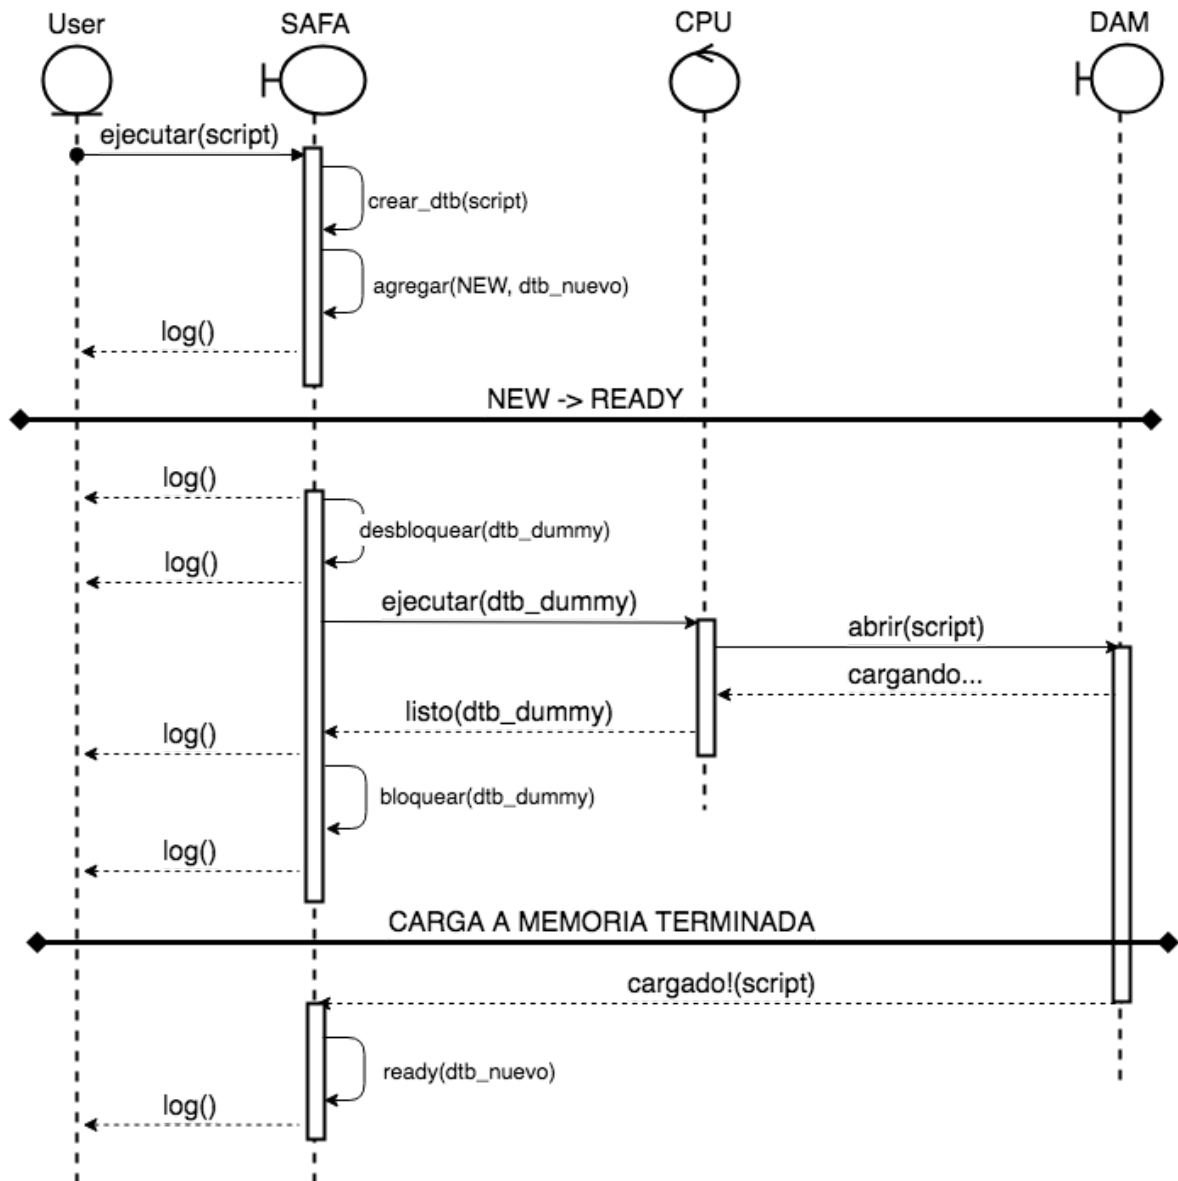 User
SAFA
CPU
DAM
ejecutar(script)
crear_dtb(script)
agregar(NEW, dtb_nuevo)
log()
NEW -> READY
log()
desbloquear(dtb_dummy)
log()
ejecutar(dtb_dummy)
abrir(script)
cargando...
listo(dtb_dummy)
log()
bloquear(dtb_dummy)
log()
CARGA A MEMORIA TERMINADA
cargado!(script)
ready(dtb_nuevo)
log()